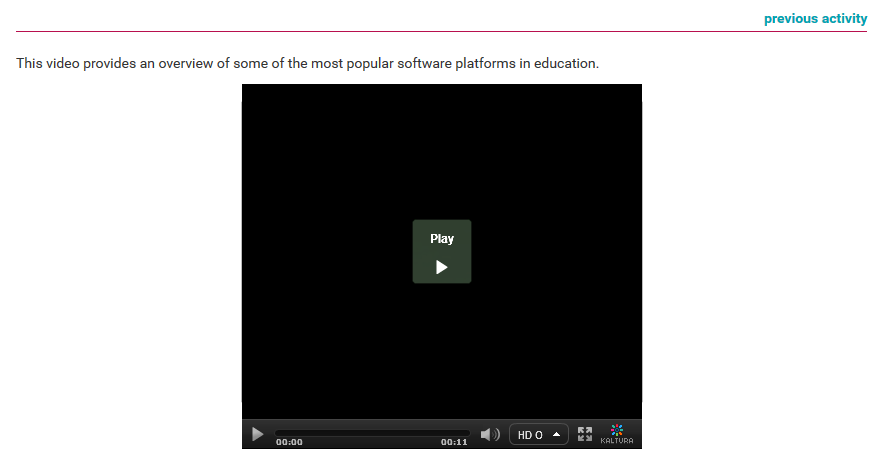 previous activity
This video provides an overview of some of the most popular software platforms in education.
Play
00:00
00:11
HD O
KALTURA